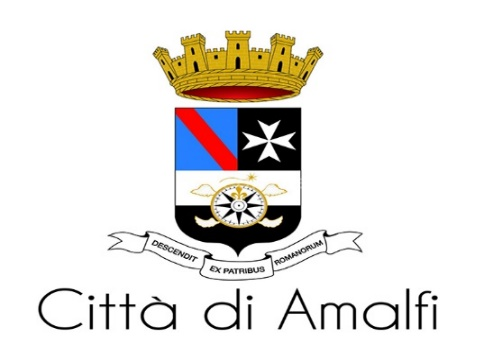 DESCENDIT EX PATRIBUS ROMANORUM
Città di Amalfi